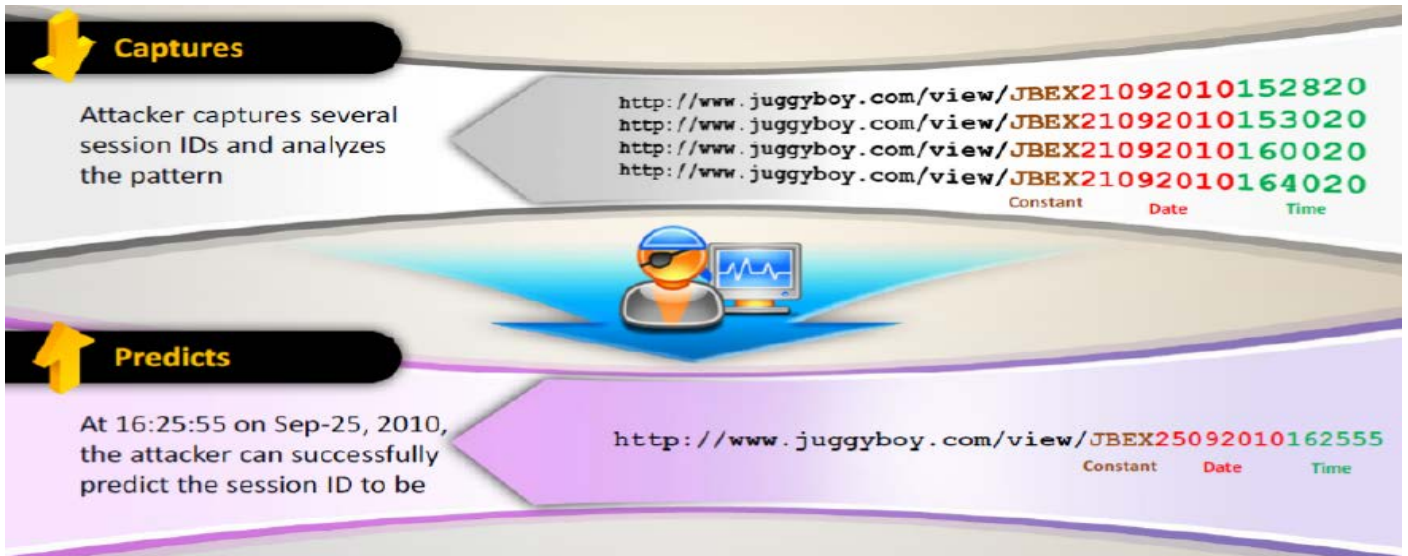 Captures
Attacker captures several
session IDs and analyzes
the pattern
http://www.juggyboy.com/view/JBEX21092010152820
http://www.juggyboy.com/view/JBEX21092010153020
http://www.juggyboy.com/view/JBEX21092010160020
http://www.juggyboy.com/view/JBEX21092010164020
Constant Date Time
Predicts
At 16:25:55 on Sep-25, 2010,
the attacker can successfully
predict the session ID to be
http://www.juggyboy.com/view/JBEX25092010162555
Constant Date Time